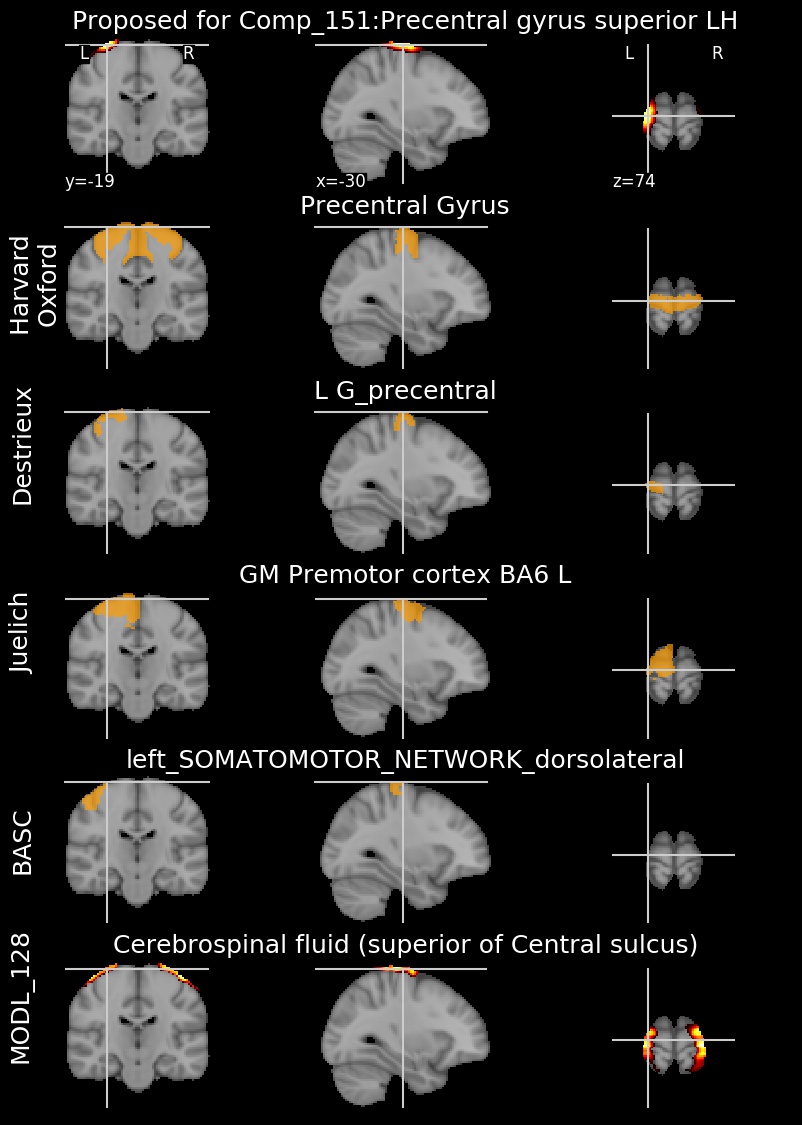 Proposed for Comp_151:Precentral gyrus superior LH
L R
L R
y=-19
x=-30
z=74
Precentral Gyrus
Harvard
Oxford
L G_precentral
Destrieux
GM Premotor cortex BA6 L
Juelich
left_SOMATOMOTOR_NETWORK_dorsolateral
BASC
Cerebrospinal fluid (superior of Central sulcus)
MODL_128